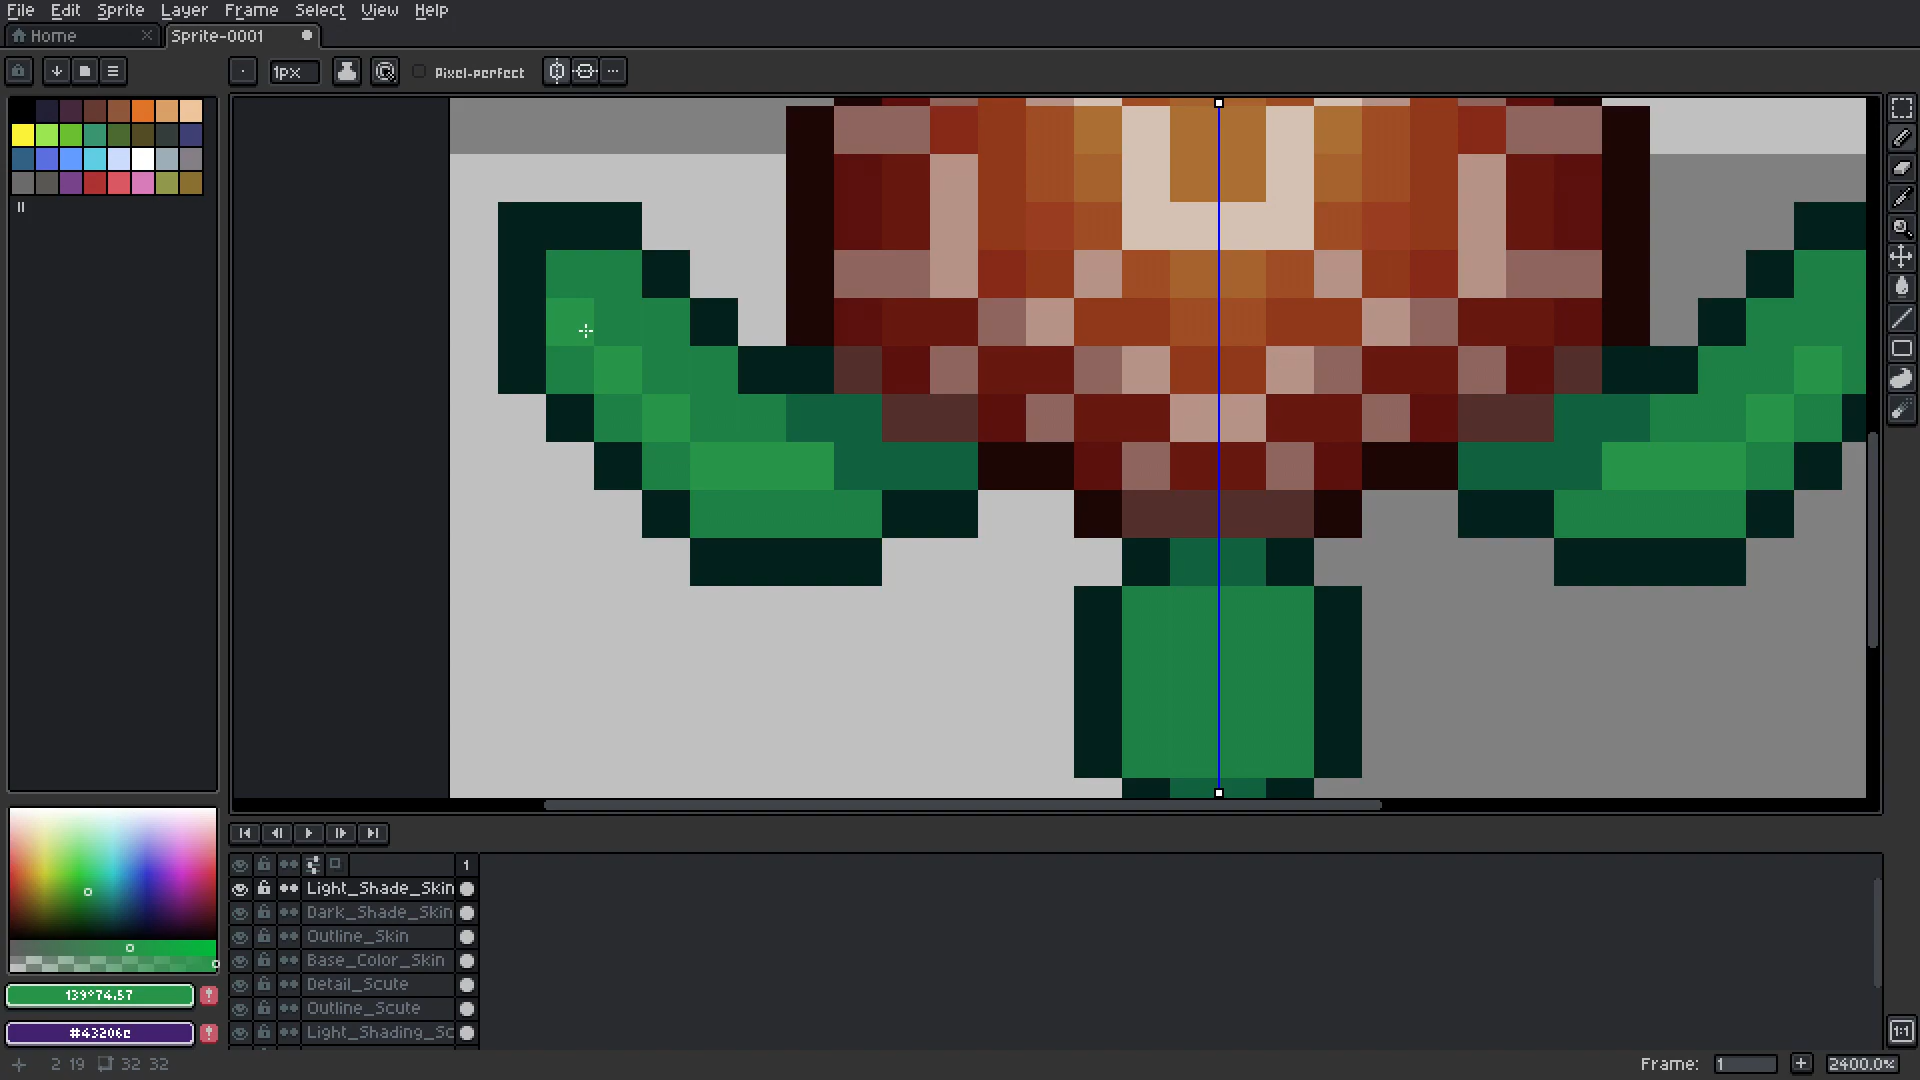 File Edit Sprite Layer Frame Select View Help
Home Sprite-0001
1px Pixel-perfect
1
Light_Shade_Skin
Dark_Shade_Skin
Outline_Skin
Base_Color_Skin
Detail_Scute
Outline_Scute
Light_Shading_Sc
139°74.57
#43206c
2 19 32 32
Frame: 1 2400.0%
1:1